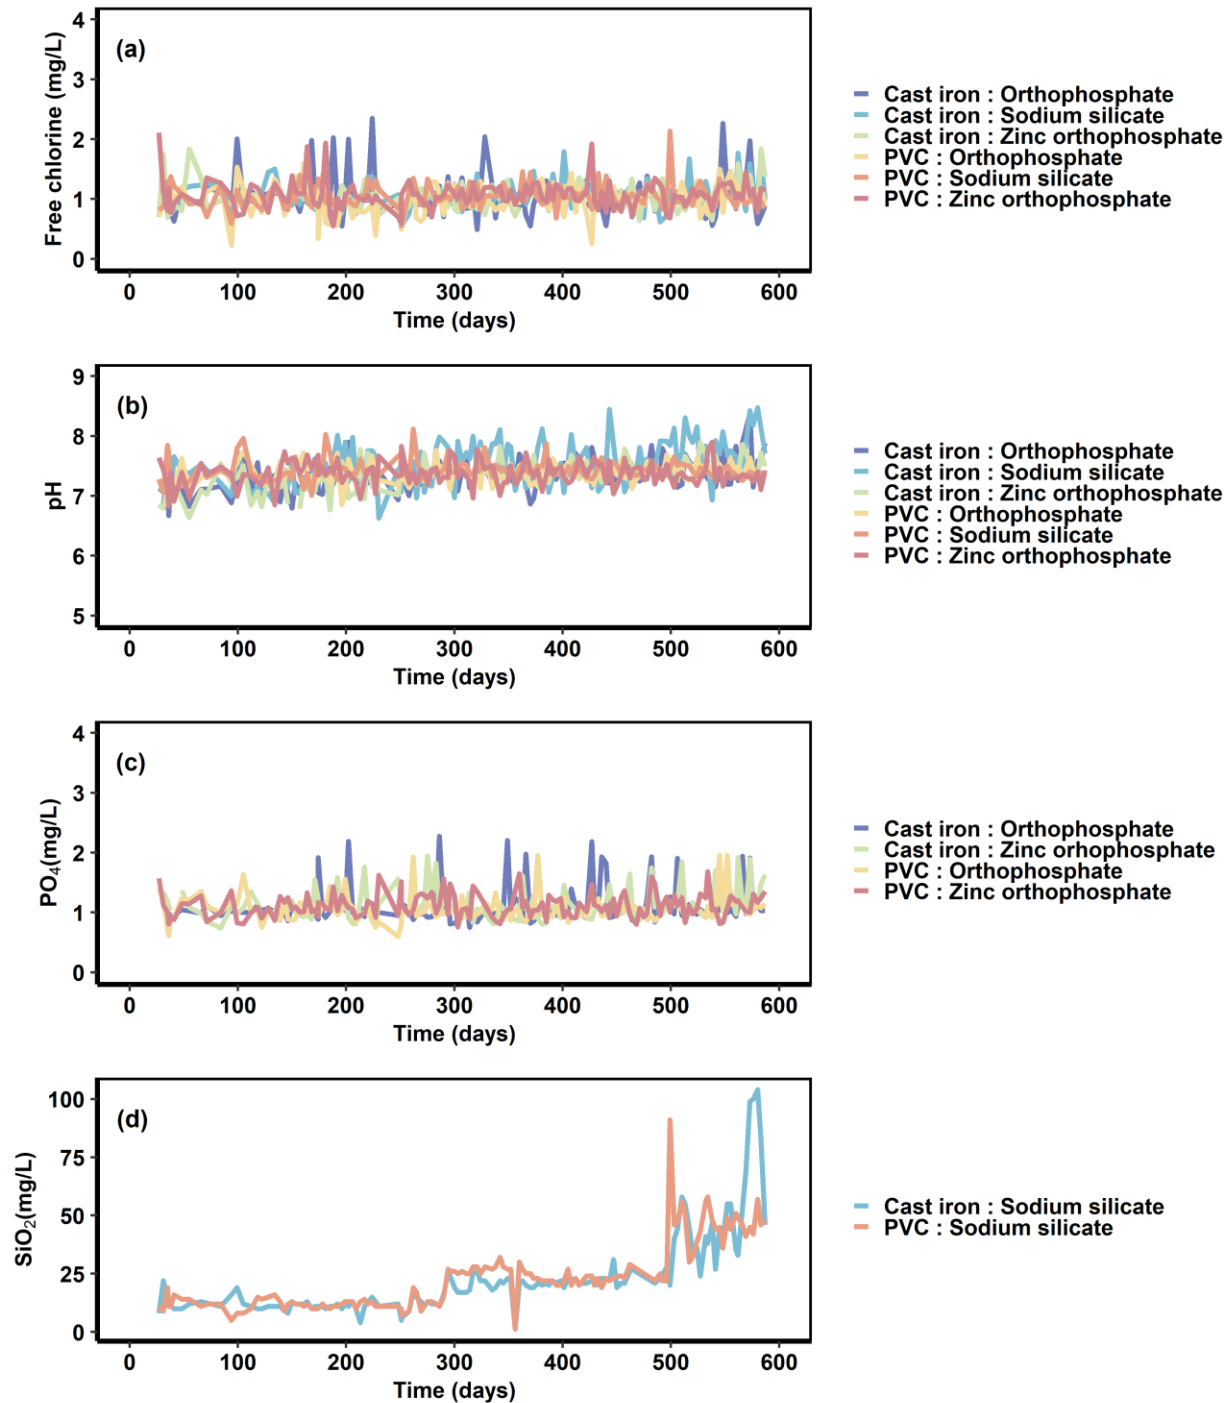 (a)
Free chlorine (mg/L)
4
3
2
1
0
0 100 200 300 400 500 600
Time (days)
Cast iron : Orthophosphate
Cast iron : Sodium silicate
Cast iron : Zinc orthophosphate
PVC : Orthophosphate
PVC : Sodium silicate
PVC : Zinc orthophosphate
(b)
pH
9
8
7
6
5
0 100 200 300 400 500 600
Time (days)
Cast iron : Orthophosphate
Cast iron : Sodium silicate
Cast iron : Zinc orthophosphate
PVC : Orthophosphate
PVC : Sodium silicate
PVC : Zinc orthophosphate
(c)
PO₄(mg/L)
4
3
2
1
0
0 100 200 300 400 500 600
Time (days)
Cast iron : Orthophosphate
Cast iron : Zinc orhophosphate
PVC : Orthophosphate
PVC : Zinc orthophosphate
(d)
SiO₂(mg/L)
100
75
50
25
0
0 100 200 300 400 500 600
Time (days)
Cast iron : Sodium silicate
PVC : Sodium silicate